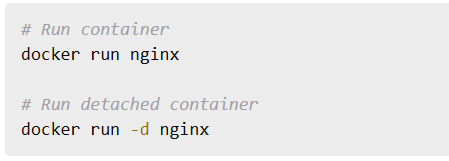 # Run container
docker run nginx
# Run detached container
docker run -d nginx